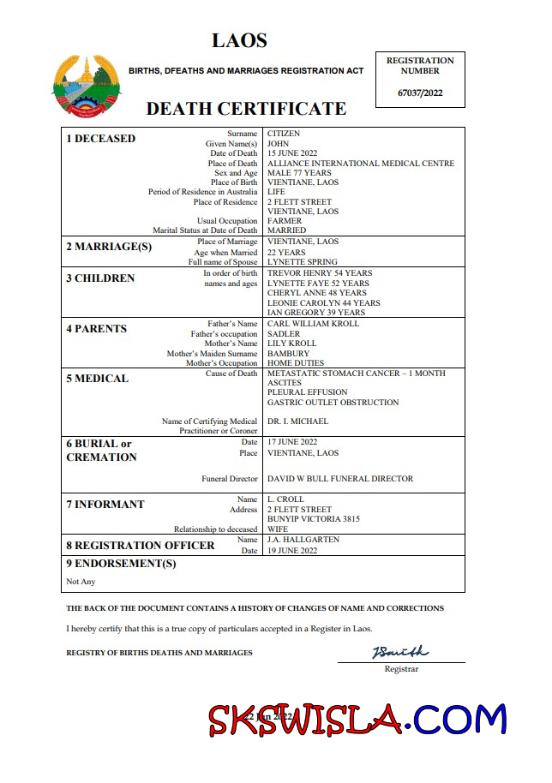 LAOS
BIRTHS, DFEATHS AND MARRIAGES REGISTRATION ACT
REGISTRATION
NUMBER
67037/2022
DEATH CERTIFICATE
1 DECEASED
Surname CITIZEN
Given Name(s) JOHN
Date of Death 15 JUNE 2022
Place of Death ALLIANCE INTERNATIONAL MEDICAL CENTRE
Sex and Age MALE 77 YEARS
Place of Birth VIENTIANE, LAOS
Period of Residence in Australia LIFE
Place of Residence 2 FLETT STREET
VIENTIANE, LAOS
Usual Occupation FARMER
Marital Status at Date of Death MARRIED
2 MARRIAGE(S)
Place of Marriage VIENTIANE, LAOS
Age when Married 22 YEARS
Full name of Spouse LYNETTE SPRING
3 CHILDREN
In order of birth TREVOR HENRY 54 YEARS
names and ages LYNETTE FAYE 52 YEARS
CHERYL ANNE 48 YEARS
LEONIE CAROLYN 44 YEARS
IAN GREGORY 39 YEARS
4 PARENTS
Father's Name CARL WILLIAM KROLL
Father's occupation SADLER
Mother's Name LILY KROLL
Mother's Maiden Surname BAMBURY
Mother's Occupation HOME DUTIES
5 MEDICAL
Cause of Death METASTATIC STOMACH CANCER – 1 MONTH
ASCITES
PLEURAL EFFUSION
GASTRIC OUTLET OBSTRUCTION
Name of Certifying Medical DR. I. MICHAEL
Practitioner or Coroner
6 BURIAL or
CREMATION
Date 17 JUNE 2022
Place VIENTIANE, LAOS
Funeral Director DAVID W BULL FUNERAL DIRECTOR
7 INFORMANT
Name L. CROLL
Address 2 FLETT STREET
BUNYIP VICTORIA 3815
Relationship to deceased WIFE
8 REGISTRATION OFFICER
Name J.A. HALLGARTEN
Date 19 JUNE 2022
9 ENDORSEMENT(S)
Not Any
THE BACK OF THE DOCUMENT CONTAINS A HISTORY OF CHANGES OF NAME AND CORRECTIONS
I hereby certify that this is a true copy of particulars accepted in a Register in Laos.
REGISTRY OF BIRTHS DEATHS AND MARRIAGES
JSmith
Registrar
SKSWISLA.COM